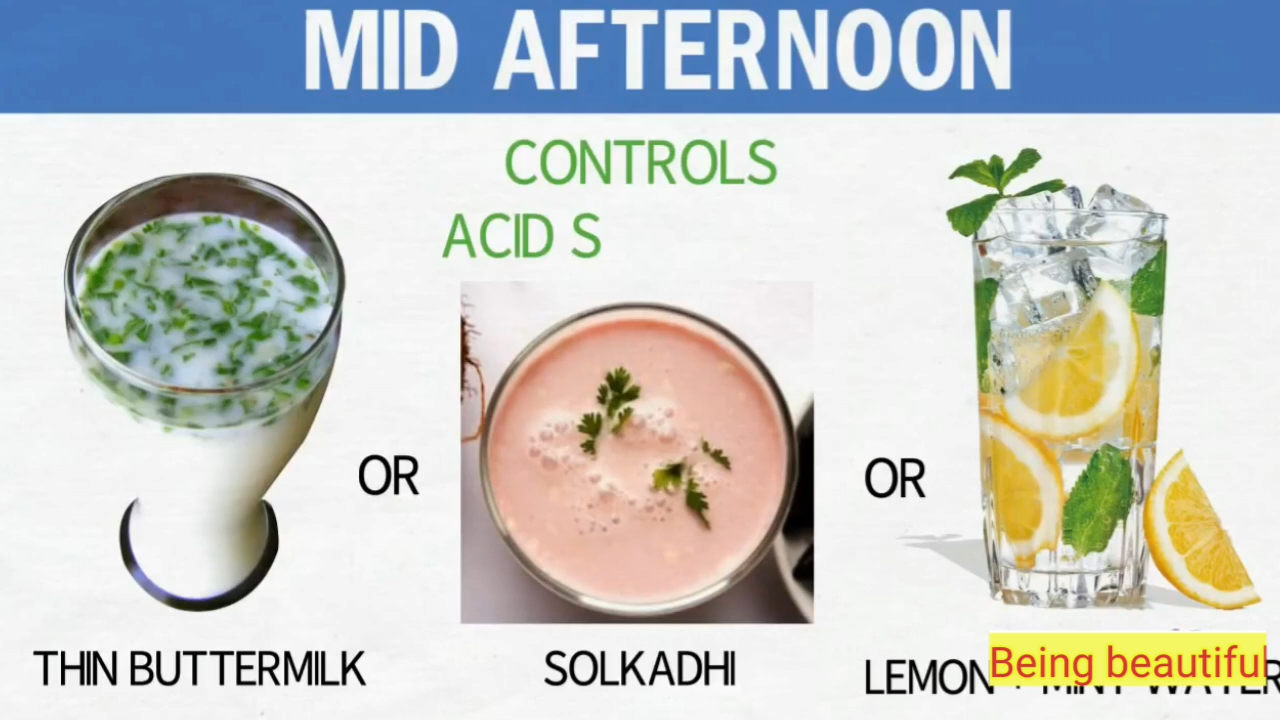 MID AFTERNOON
CONTROLS
ACID S
OR
OR
THIN BUTTERMILK
SOLKADHI
LEMON
Being beautiful